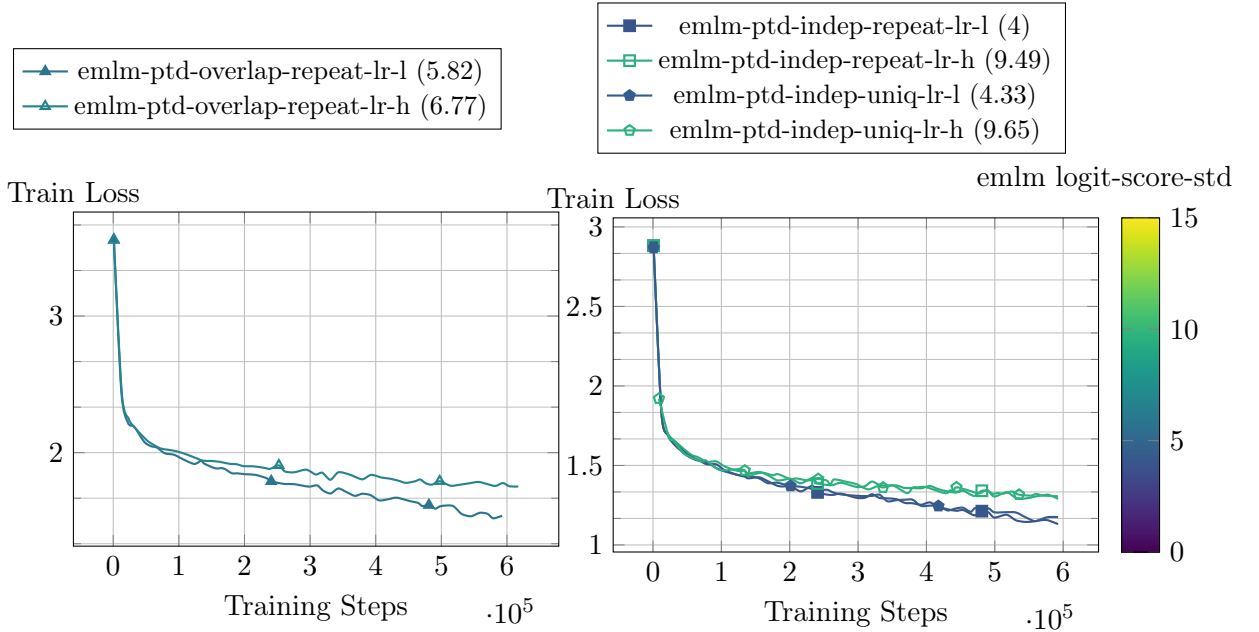 emlm-ptd-overlap-repeat-lr-l (5.82)
emlm-ptd-overlap-repeat-lr-h (6.77)
Train Loss
3
2
0 1 2 3 4 5 6
Training Steps
·10⁵
emlm-ptd-indep-repeat-lr-l (4)
emlm-ptd-indep-repeat-lr-h (9.49)
emlm-ptd-indep-uniq-lr-l (4.33)
emlm-ptd-indep-uniq-lr-h (9.65)
Train Loss
3
2.5
2
1.5
1
0 1 2 3 4 5 6
Training Steps
·10⁵
emlm logit-score-std
15
10
5
0